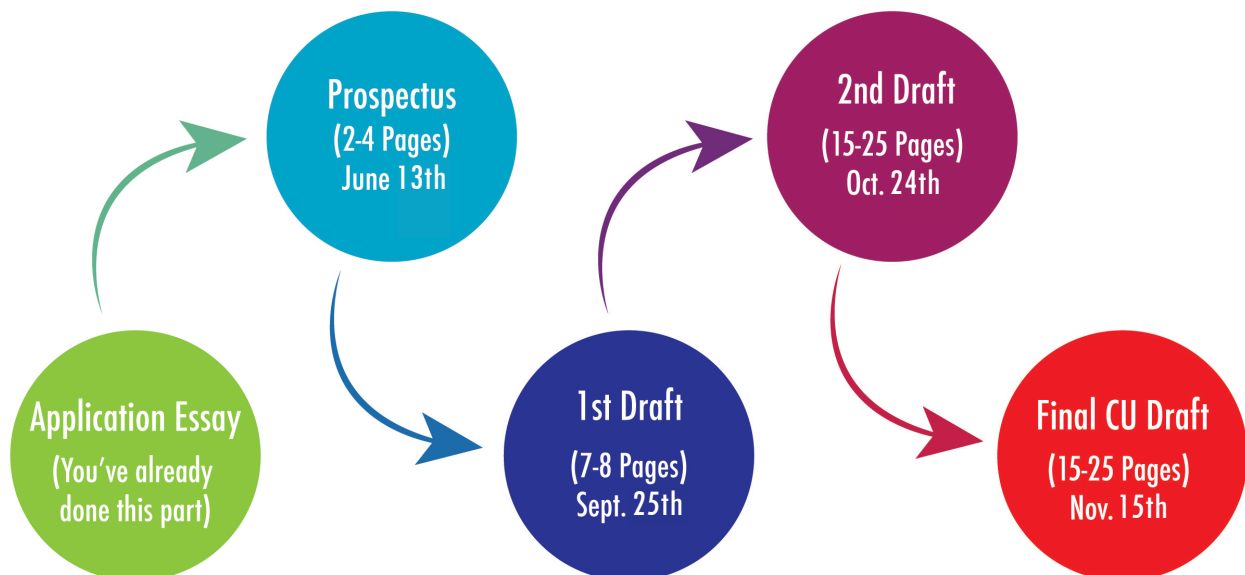 Application Essay
(You've already
done this part)
Prospectus
(2-4 Pages)
June 13th
1st Draft
(7-8 Pages)
Sept. 25th
2nd Draft
(15-25 Pages)
Oct. 24th
Final CU Draft
(15-25 Pages)
Nov. 15th